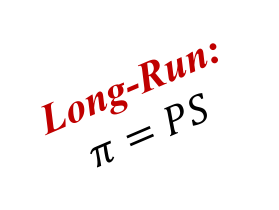 Long-Run:
π = PS